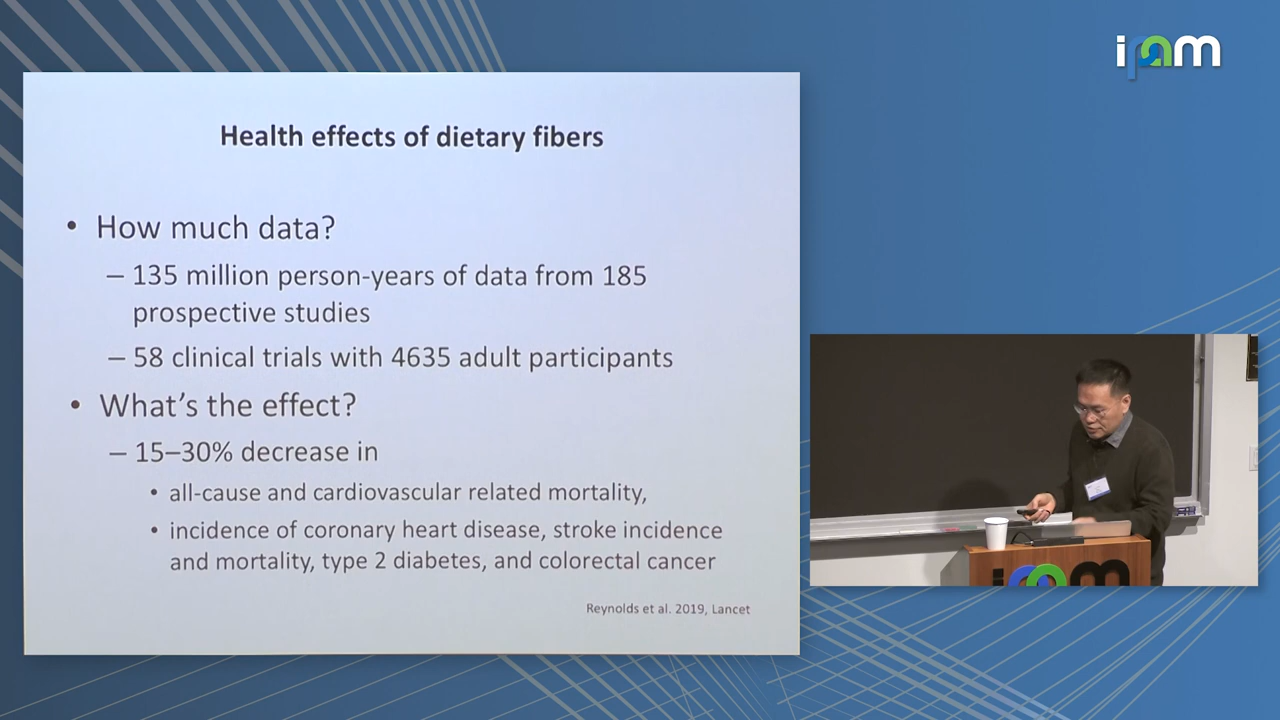 ipam
Health effects of dietary fibers
• How much data?
– 135 million person-years of data from 185
prospective studies
– 58 clinical trials with 4635 adult participants
• What's the effect?
– 15–30% decrease in
• all-cause and cardiovascular related mortality,
• incidence of coronary heart disease, stroke incidence
and mortality, type 2 diabetes, and colorectal cancer
Reynolds et al. 2019, Lancet
ipam